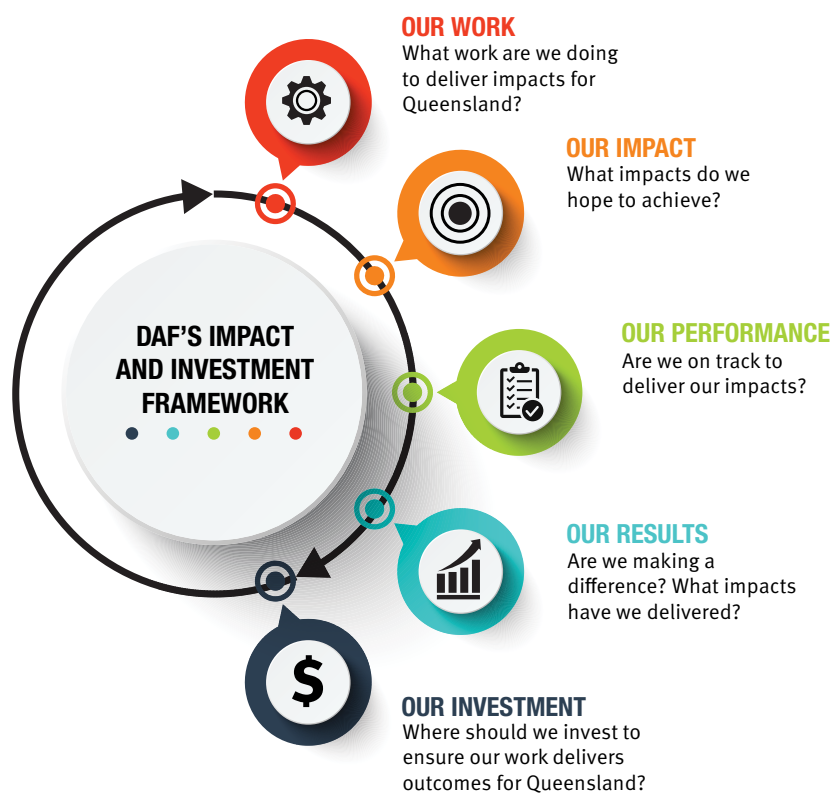 OUR WORK
What work are we doing
to deliver impacts for
Queensland?
OUR IMPACT
What impacts do we
hope to achieve?
DAF'S IMPACT
AND INVESTMENT
FRAMEWORK
OUR PERFORMANCE
Are we on track to
deliver our impacts?
OUR RESULTS
Are we making a
difference? What impacts
have we delivered?
$
OUR INVESTMENT
Where should we invest to
ensure our work delivers
outcomes for Queensland?